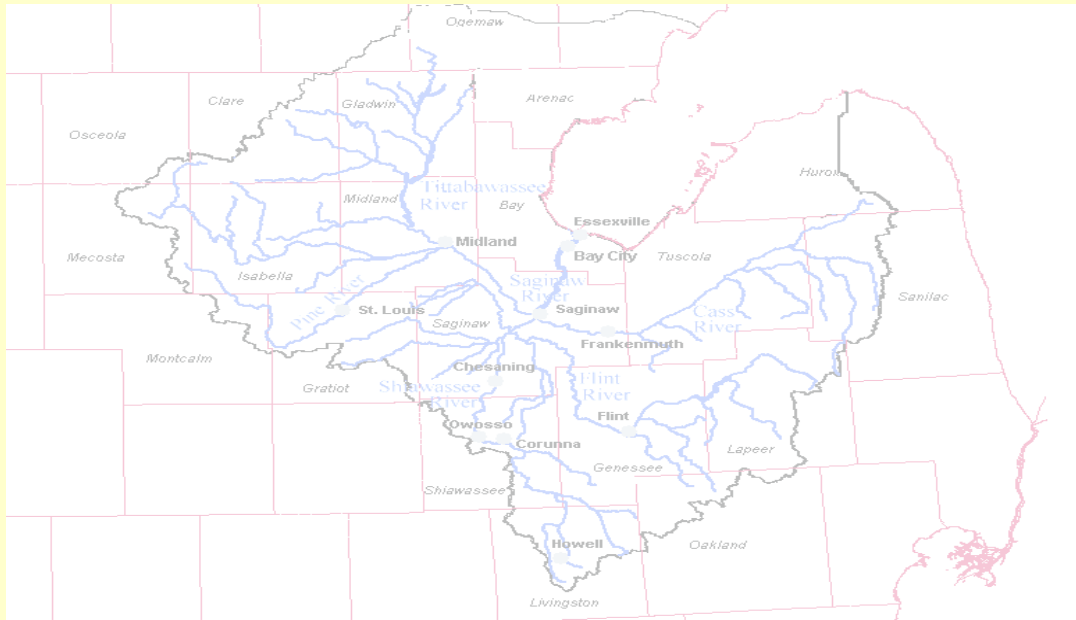 Ogemaw
Clare
Gladwin
Arenac
Osceola
Huron
Tittabawassee
River
Midland
Bay
Essexville
Midland
Bay City
Tuscola
Mecosta
Isabella
Saginaw
River
Sanilac
Pine River
St. Louis
Saginaw
Saginaw
Cass
River
Frankenmuth
Montcalm
Chesaning
Gratiot
Shiawassee
River
Flint
River
Owosso
Flint
Corunna
Lapeer
Genessee
Shiawassee
Howell
Oakland
Livingston